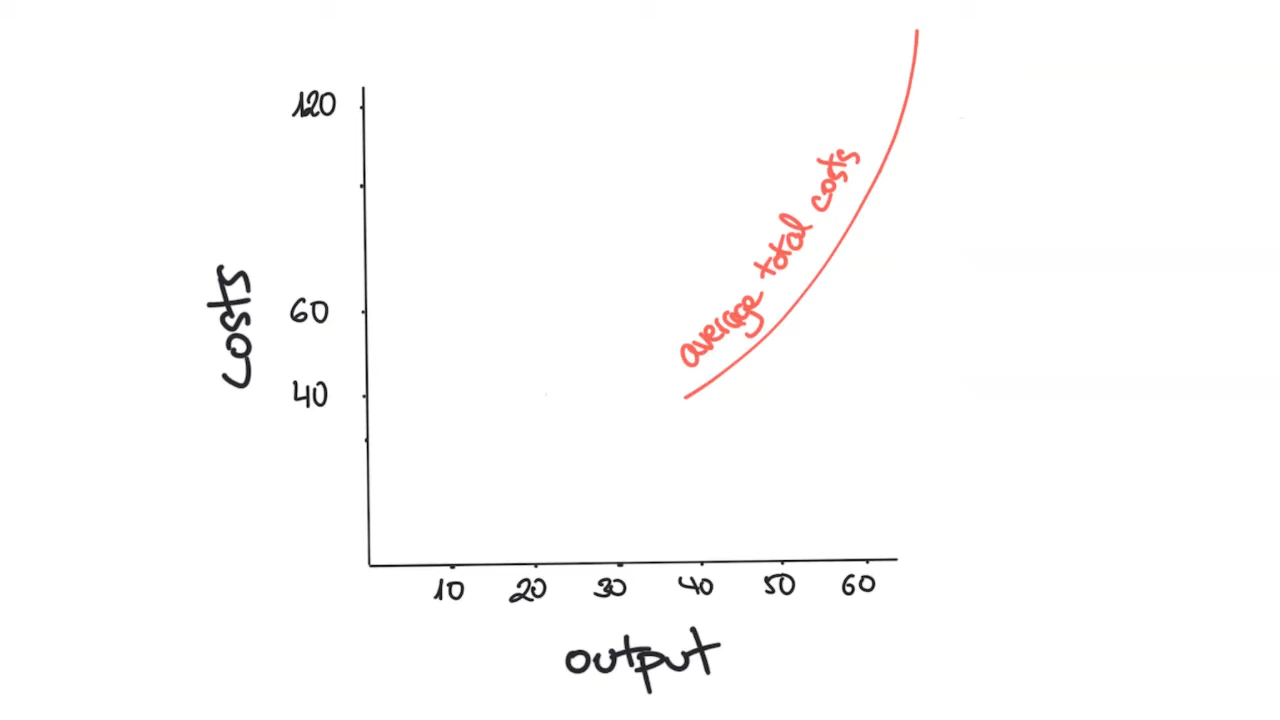 120
60
40
costs
average total costs
10 20 30 40 50 60
output